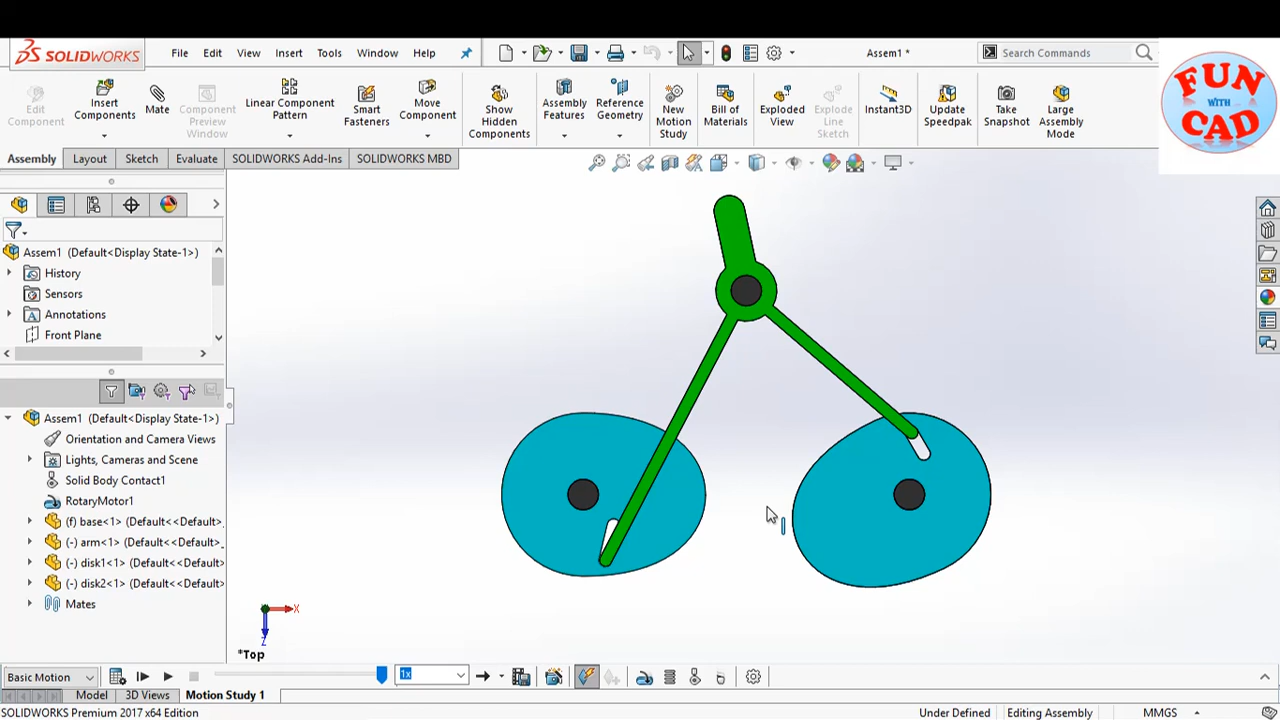 SOLIDWORKS File Edit View Insert Tools Window Help Assem1 * Search Commands
FUN
WITH
CAD
Edit Component
Insert Components
Mate
Component Preview Window
Linear Component Pattern
Smart Fasteners
Move Component
Show Hidden Components
Assembly Features
Reference Geometry
New Motion Study
Bill of Materials
Exploded View
Explode Line Sketch
Instant3D
Update Speedpak
Take Snapshot
Large Assembly Mode
Assembly Layout Sketch Evaluate SOLIDWORKS Add-Ins SOLIDWORKS MBD
Assem1 (Default<Display State-1>)
History
Sensors
Annotations
Front Plane
Assem1 (Default<Display State-1>)
Orientation and Camera Views
Lights, Cameras and Scene
Solid Body Contact1
RotaryMotor1
(f) base<1> (Default<<Default>
(-) arm<1> (Default<<Default>_
(-) disk1<1> (Default<<Default>
(-) disk2<1> (Default<<Default>
Mates
X
Z
*Top
Basic Motion 1x
Model 3D Views Motion Study 1
SOLIDWORKS Premium 2017 x64 Edition Under Defined Editing Assembly MMGS